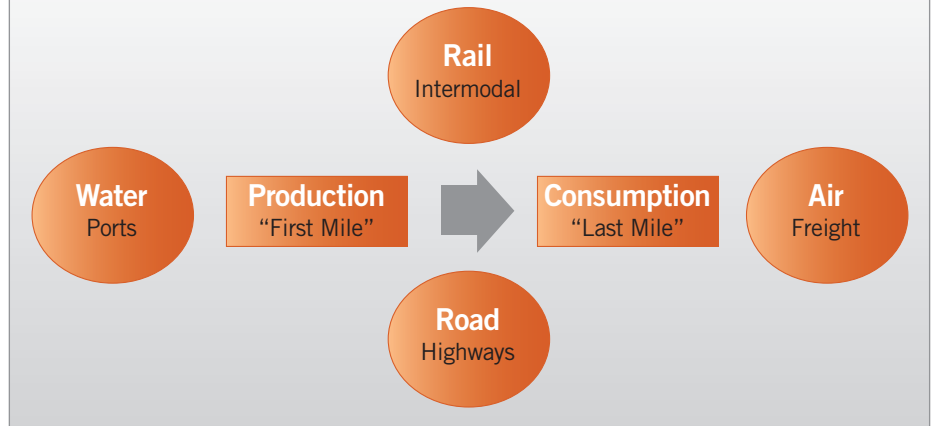 Rail
Intermodal
Water
Ports
Production
“First Mile”
Consumption
“Last Mile”
Air
Freight
Road
Highways